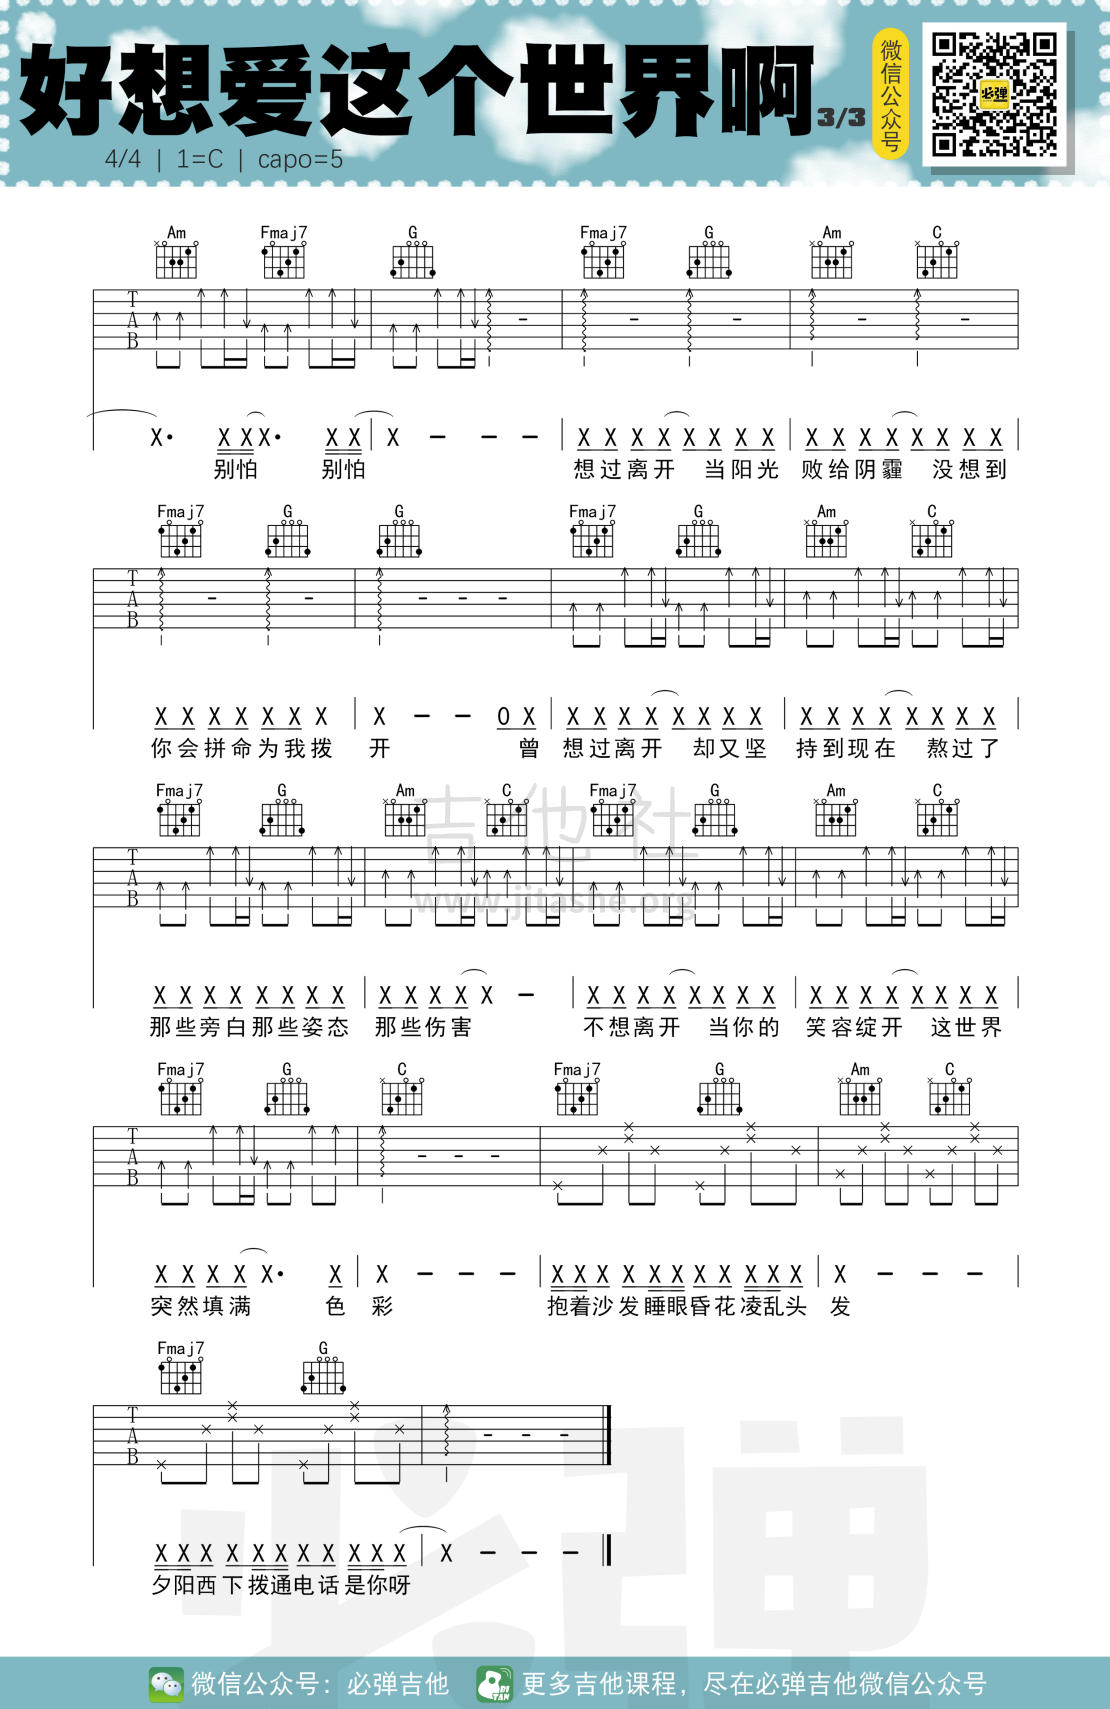 好想爱这个世界啊 3/3
微信公众号
必弹
4/4 | 1=C | capo=5
Am Fmaj7 G Fmaj7 G Am C
T
A
B
X· X X X· X X X - - - X X X X X X X X X X X X X X X X
别怕 别怕 想过离开 当阳光 败给阴霾 没想到
Fmaj7 G G Fmaj7 G Am C
T
A
B
X X X X X X X X - - 0 X X X X X X X X X X X X X X X X X
你会拼命为我拨 开 曾 想过离开 却又坚 持到现在 熬过了
Fmaj7 G Am C Fmaj7 G Am C
T
A
B
吉他社
www.jitashe.org
X X X X X X X X X X X X X - X X X X X X X X X X X X X X X X
那些旁白那些姿态 那些伤害 不想离开 当你的 笑容绽开 这世界
Fmaj7 G C Fmaj7 G Am C
T
A
B
X X X X X· X X - - - X X X X X X X X X X X X - - -
突然填满 色 彩 抱着沙发睡眼昏花凌乱头 发
Fmaj7 G
T
A
B
X X X X X X X X X X X X - - -
夕阳西下拨通电话是你呀
必弹
微信公众号：必弹吉他 更多吉他课程，尽在必弹吉他微信公众号